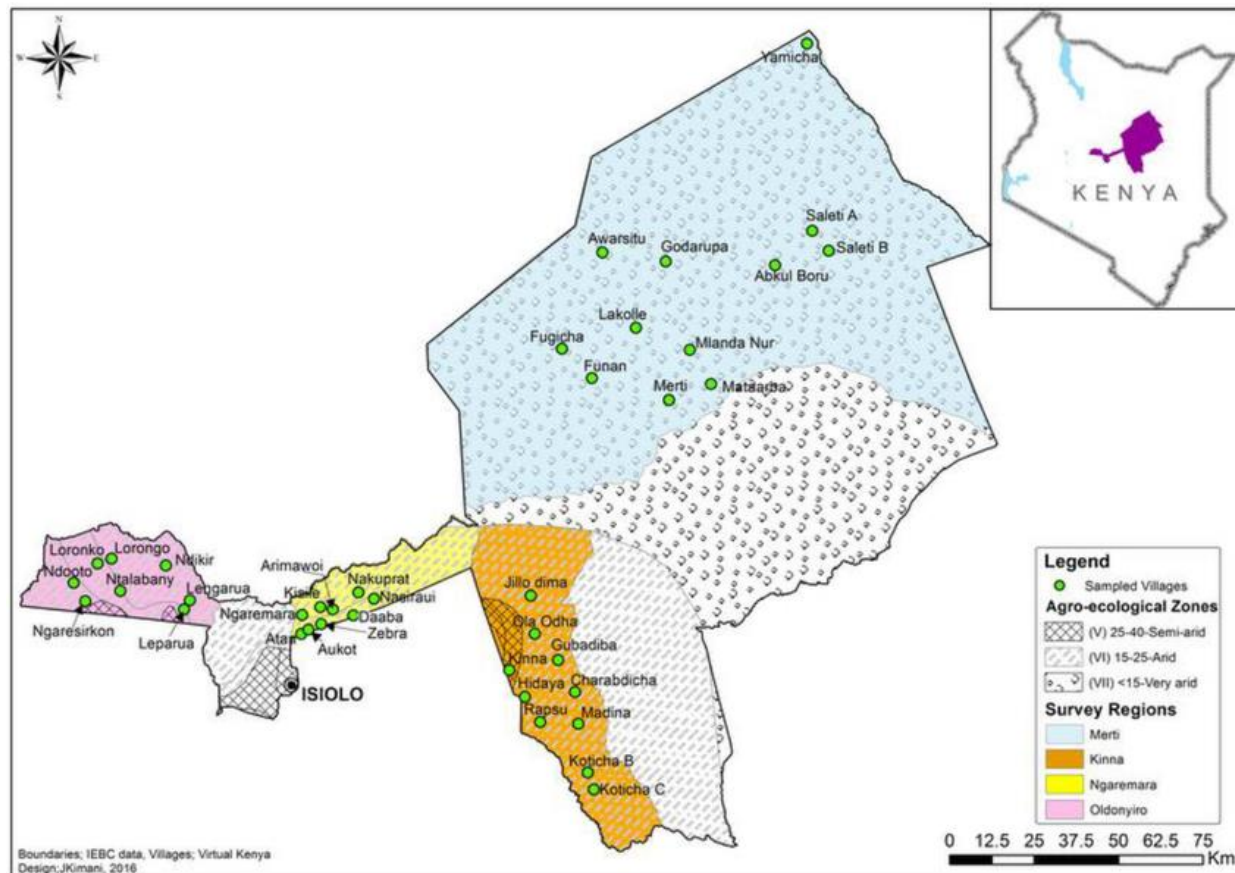 N
W E
S
Yamicha
KENYA
Saleti A
Saleti B
Awarsitu
Godarupa
Abkul Boru
Lakolle
Fugicha
Mlanda Nur
Funan
Merti
Matarba
Loronko
Lorongo
Ndikir
Ndooto
Ntalabany
Lengarua
Ngaresirkon
Leparua
Arimawoi
Kisile
Nakuprat
Nasiraui
Ngaremara
Daaba
Atan
Zebra
Aukot
ISIOLO
Jillo dima
Ola Odha
Gubadiba
Kinna
Hidaya
Charabdicha
Rapsu
Madina
Koticha B
Koticha C
Legend
Sampled Villages
Agro-ecological Zones
(V) 25-40-Semi-arid
(VI) 15-25-Arid
(VII) <15-Very arid
Survey Regions
Merti
Kinna
Ngaremara
Oldonyiro
0 12.5 25 37.5 50 62.5 75
Km
Boundaries; IEBC data, Villages; Virtual Kenya
Design;JKimani, 2016